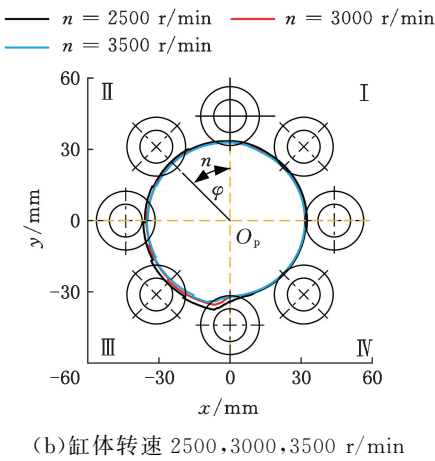 n = 2500 r/min n = 3000 r/min
n = 3500 r/min
60
Ⅱ Ⅰ
30
n
φ
y/mm
0
Oₚ
−30
Ⅲ Ⅳ
−60 −30 0 30 60
x/mm
(b)缸体转速 2500,3000,3500 r/min